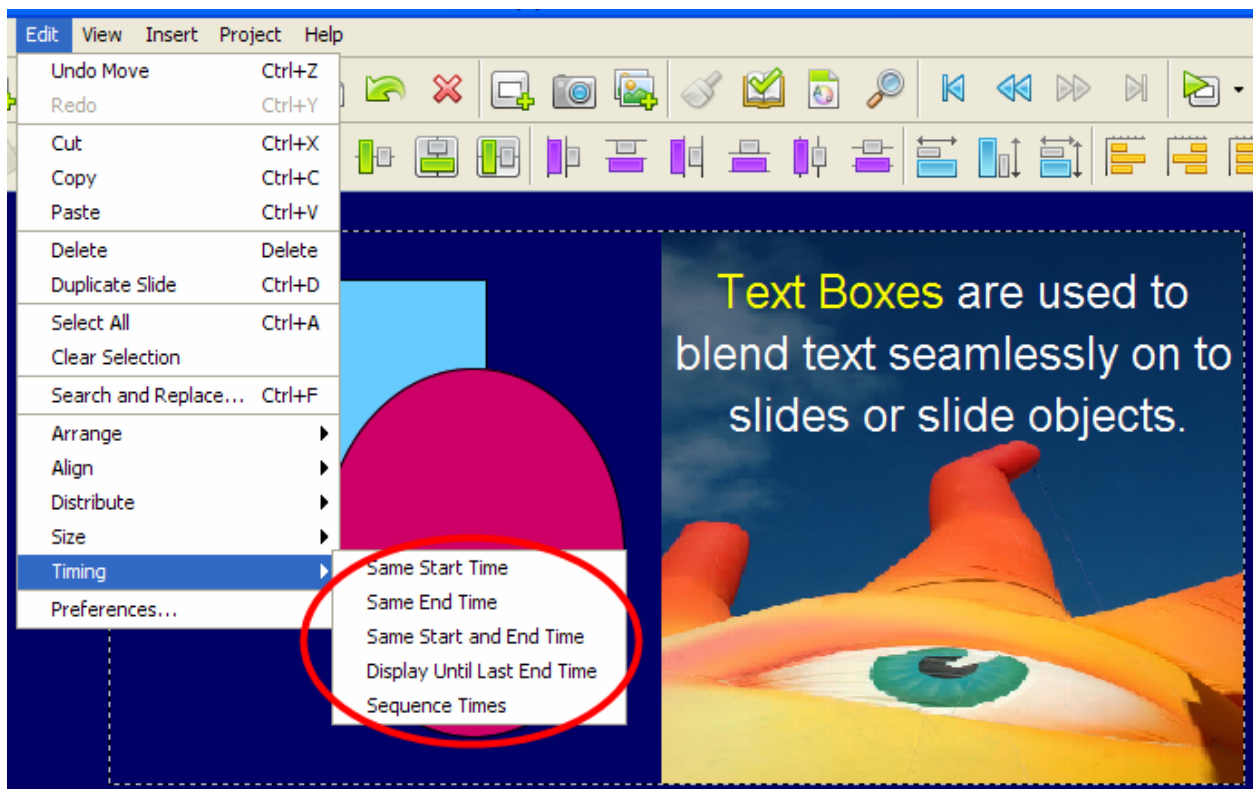 Edit View Insert Project Help
Undo Move Ctrl+Z
Redo Ctrl+Y
Cut Ctrl+X
Copy Ctrl+C
Paste Ctrl+V
Delete Delete
Duplicate Slide Ctrl+D
Select All Ctrl+A
Clear Selection
Search and Replace... Ctrl+F
Arrange
Align
Distribute
Size
Timing
Preferences...
Same Start Time
Same End Time
Same Start and End Time
Display Until Last End Time
Sequence Times
Text Boxes are used to
blend text seamlessly on to
slides or slide objects.